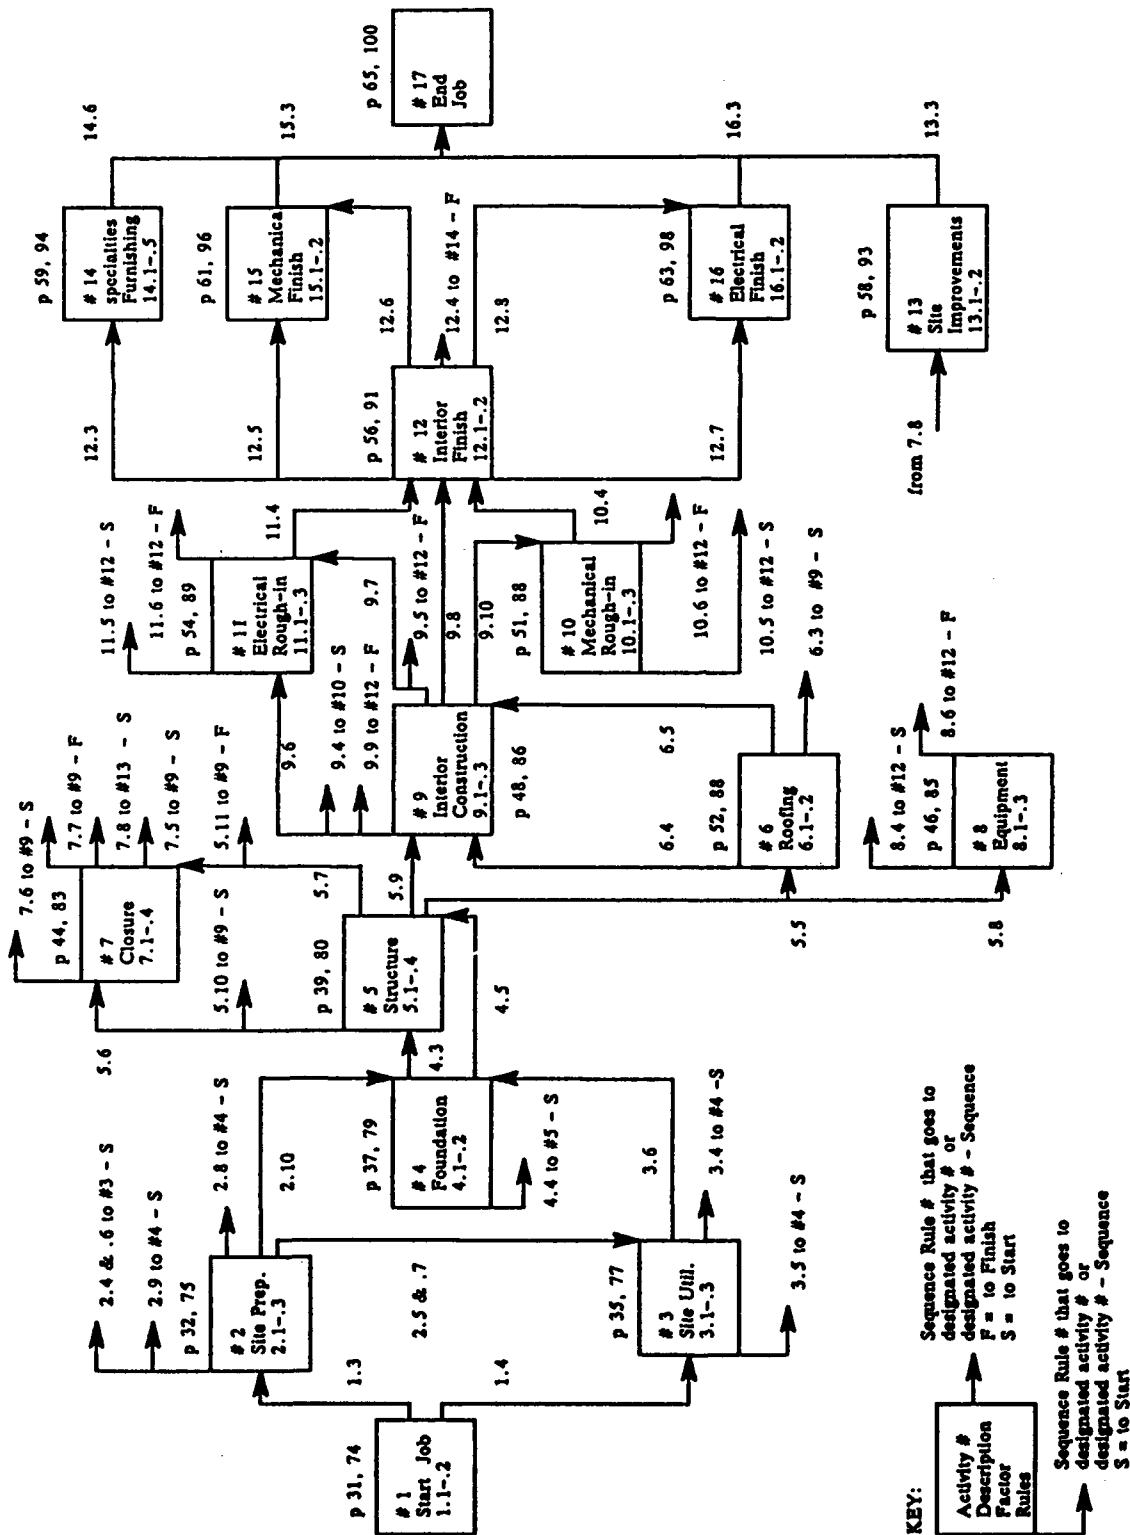 p 31, 74
# 1
Start Job
1.1-.2
1.3
1.4
2.4 & .6 to #3 - S
2.9 to #4 - S
p 32, 75
# 2
Site Prep.
2.1-.3
2.8 to #4 - S
2.10
2.5 & .7
p 35, 77
# 3
Site Util.
3.1-.3
3.5 to #4 - S
3.4 to #4 -S
3.6
p 37, 79
# 4
Foundation
4.1-.2
4.4 to #5 - S
4.3
4.5
5.6
5.10 to #9 - S
p 39, 80
# 5
Structure
5.1-.4
5.7
5.9
5.11 to #9 - F
5.5
5.8
7.6 to #9 - S
p 44, 83
# 7
Closure
7.1-.4
7.7 to #9 - F
7.8 to #13 - S
7.5 to #9 - S
6.4
6.5
p 52, 88
# 6
Roofing
6.1-.2
6.3 to #9 - S
8.4 to #12 - S
p 46, 85
# 8
Equipment
8.1-.3
8.6 to #12 - F
9.6
9.4 to #10 - S
9.9 to #12 - F
# 9
Interior
Construction
9.1-.3
p 48, 86
9.7
9.5 to #12 - F
9.8
9.10
11.5 to #12 - S
11.6 to #12 - F
p 54, 89
# 11
Electrical
Rough-in
11.1-.3
11.4
p 51, 88
# 10
Mechanical
Rough-in
10.1-.3
10.4
10.6 to #12 - F
10.5 to #12 - S
12.3
12.5
p 56, 91
# 12
Interior
Finish
12.1-.2
12.6
12.4 to #14 - F
12.8
12.7
p 59, 94
# 14
specialties
Furnishing
14.1-.5
14.6
p 61, 96
# 15
Mechanica
Finish
15.1-.2
15.3
p 63, 98
# 16
Electrical
Finish
16.1-.2
16.3
from 7.8
p 58, 93
# 13
Site
Improvements
13.1-.2
13.3
p 65, 100
# 17
End
Job
KEY:
Activity #
Description
Factor
Rules
Sequence Rule # that goes to
designated activity # or
designated activity # - Sequence
F = to Finish
S = to Start
Sequence Rule # that goes to
designated activity # or
designated activity # - Sequence
S = to Start